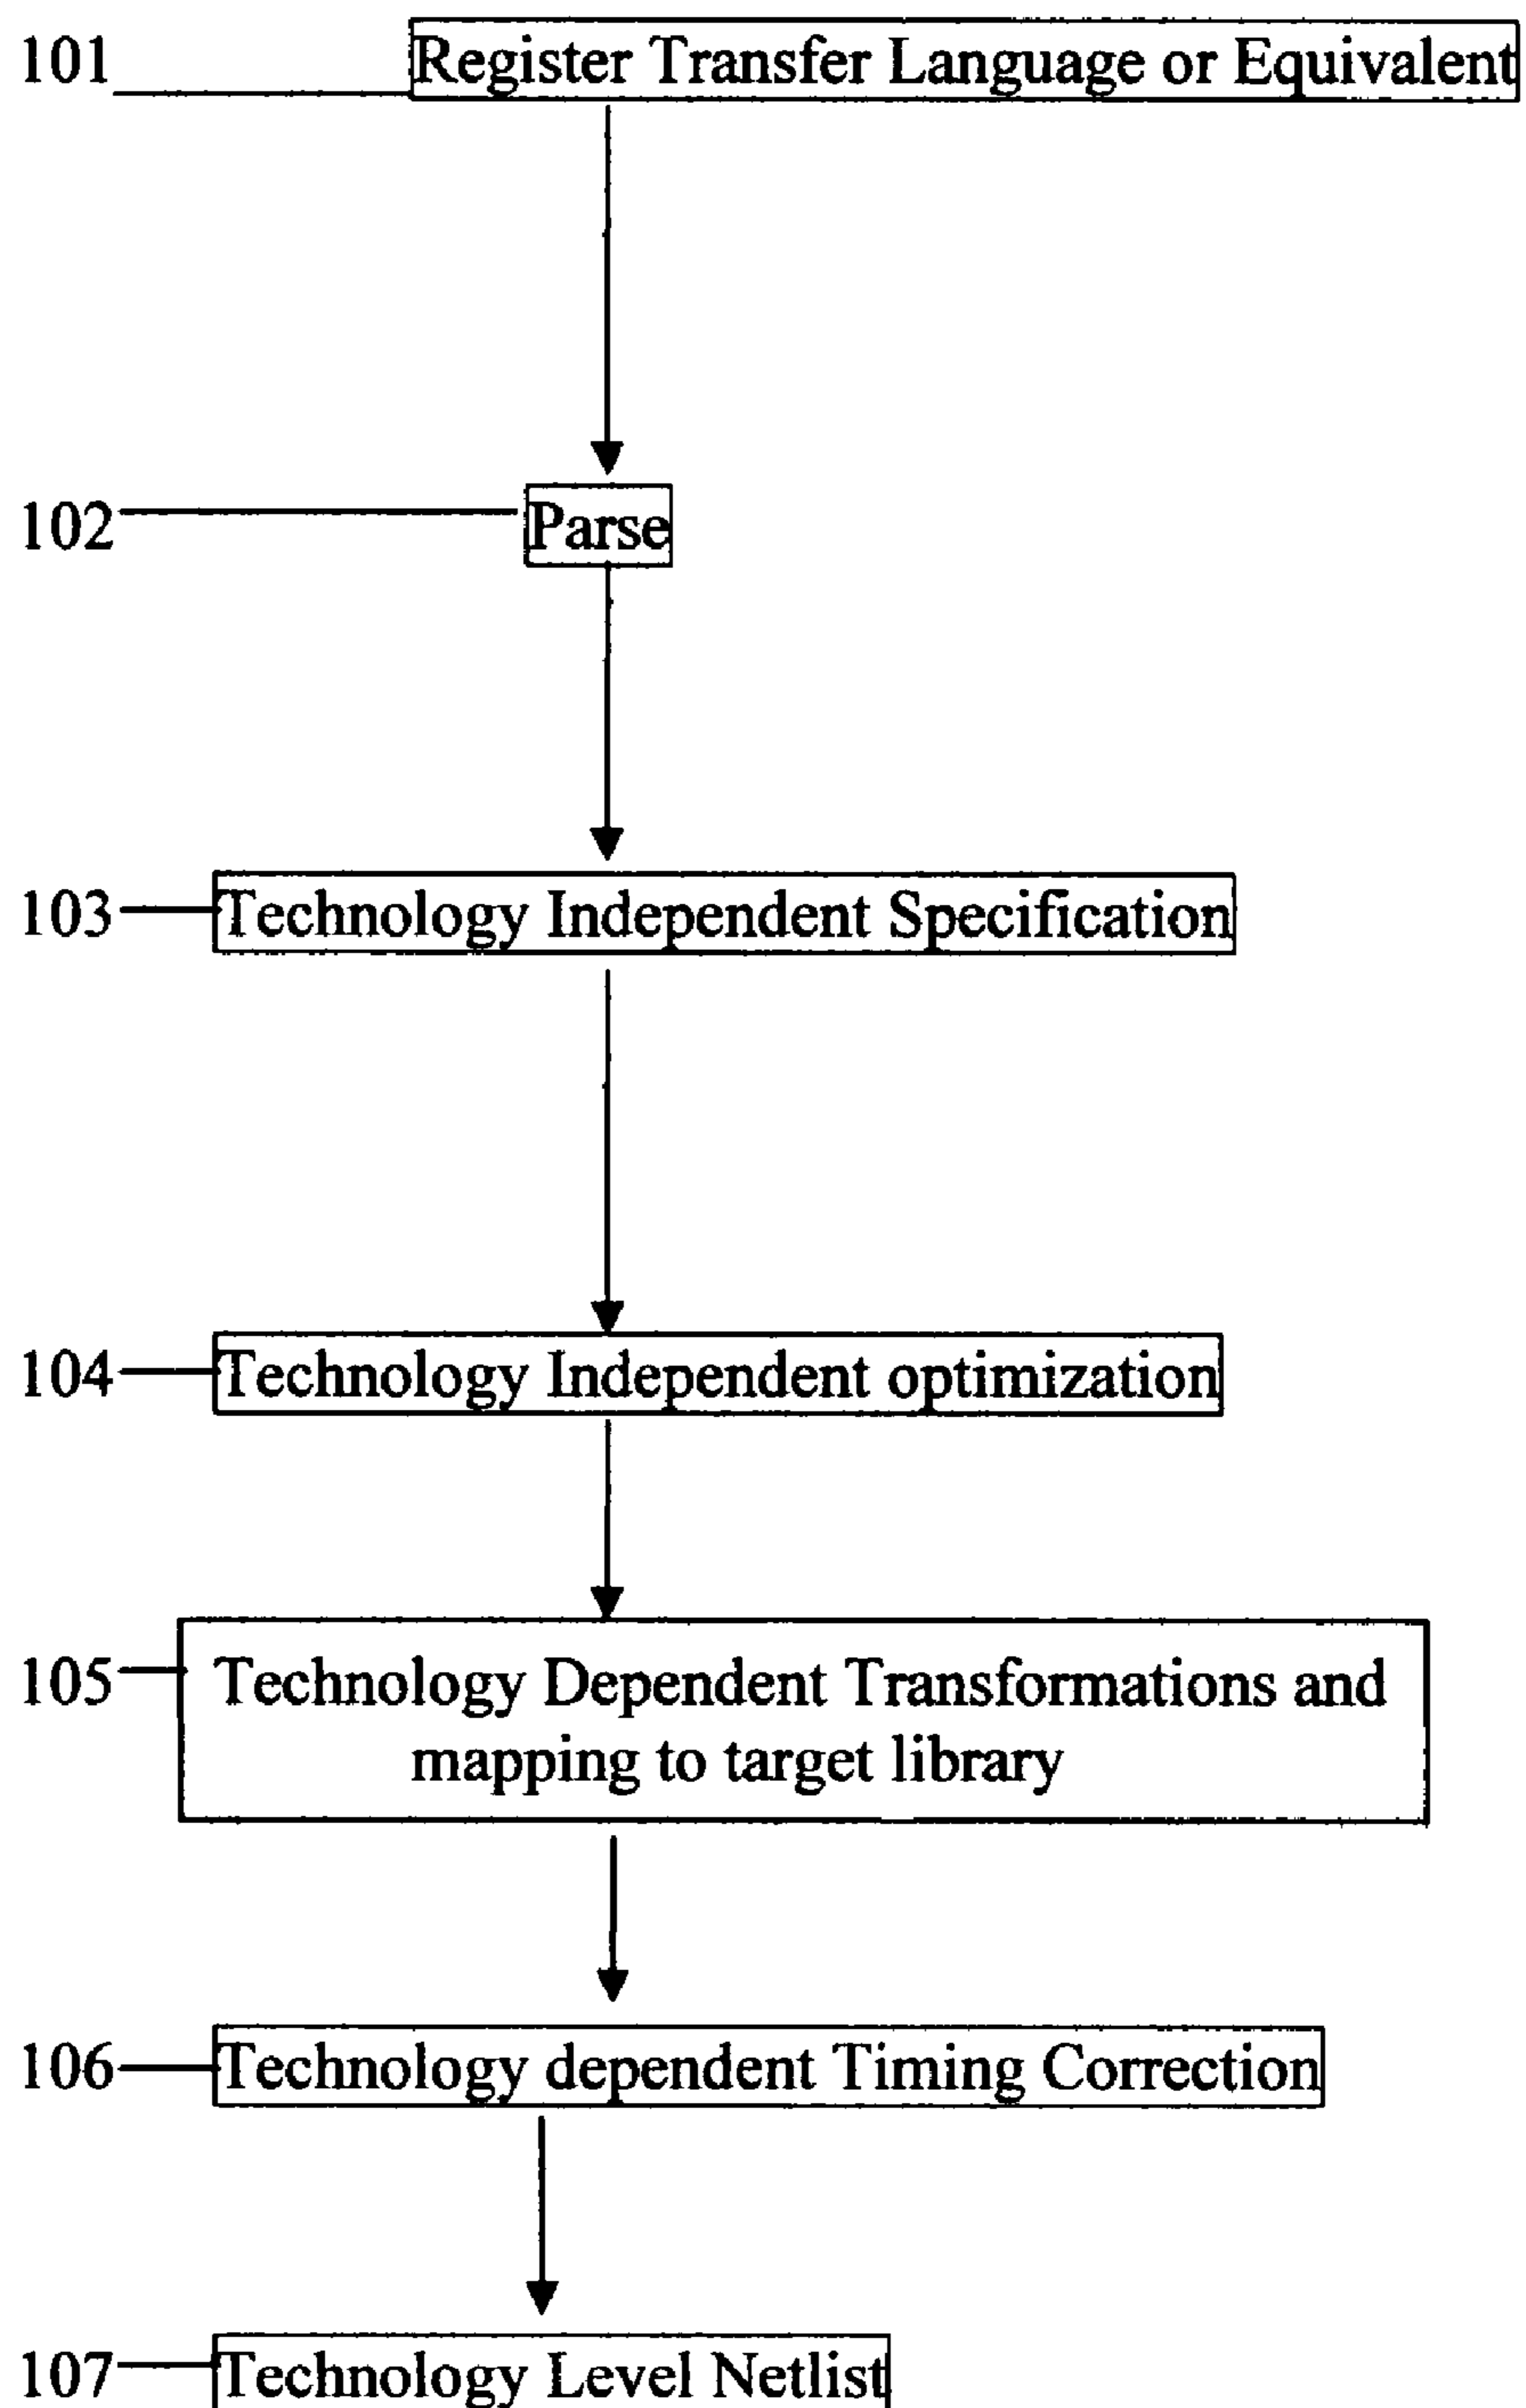 101 Register Transfer Language or Equivalent
102 Parse
103 Technology Independent Specification
104 Technology Independent optimization
105 Technology Dependent Transformations and
mapping to target library
106 Technology dependent Timing Correction
107 Technology Level Netlist